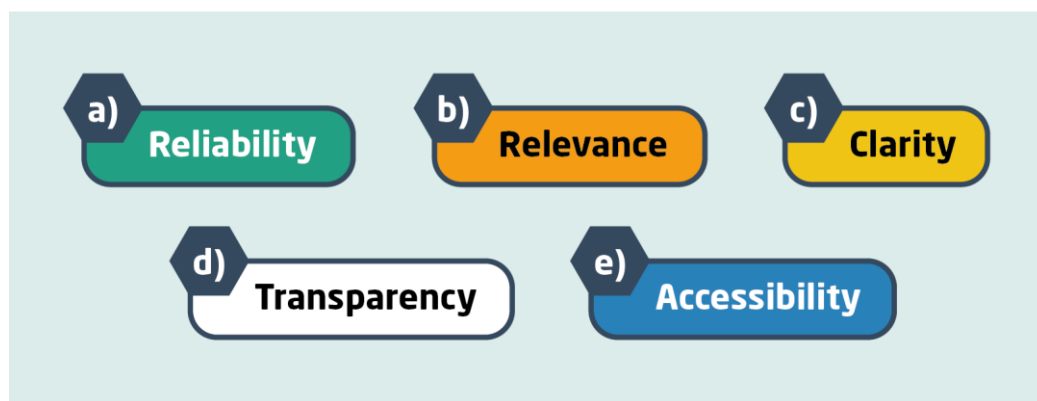 a) Reliability
b) Relevance
c) Clarity
d) Transparency
e) Accessibility